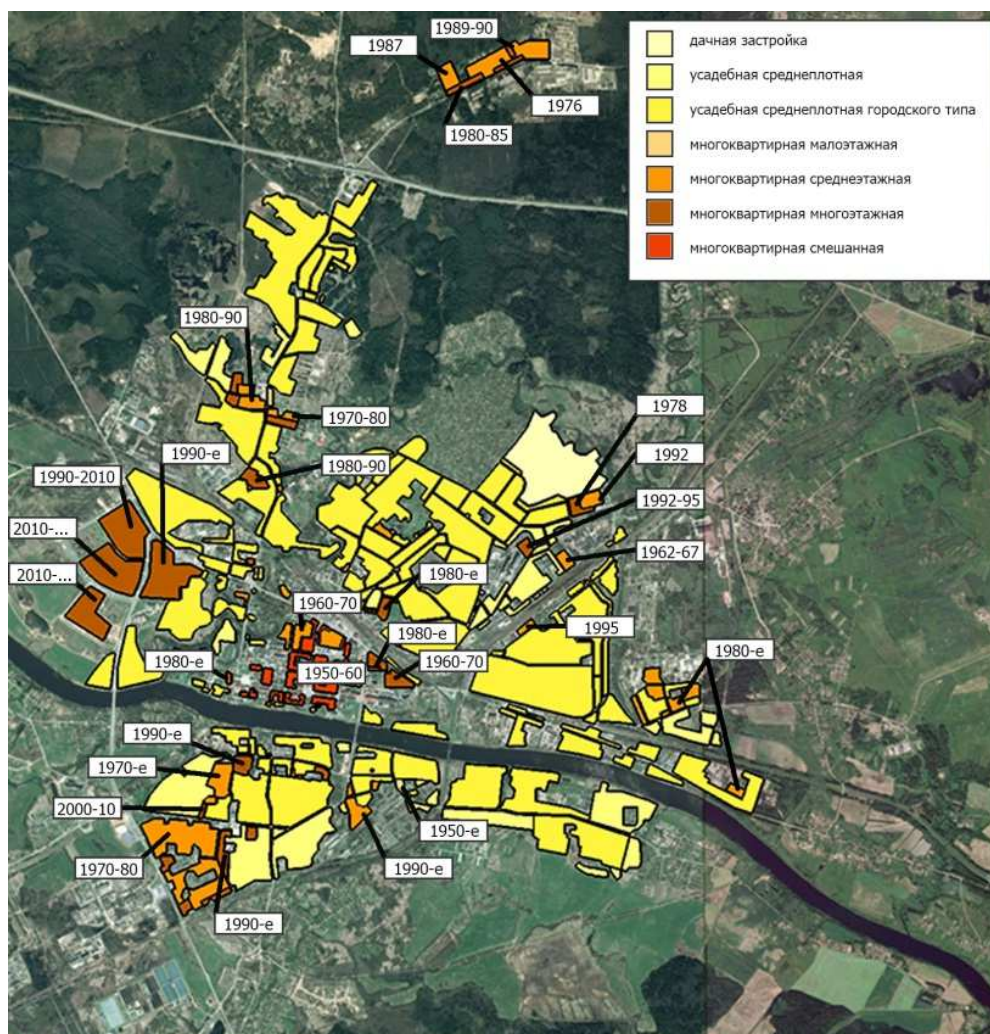 1989-90
1987
1976
1980-85
дачная застройка
усадебная среднеплотная
усадебная среднеплотная городского типа
многоквартирная малоэтажная
многоквартирная среднеэтажная
многоквартирная многоэтажная
многоквартирная смешанная
1980-90
1970-80
1978
1990-е
1992
1980-90
1990-2010
1992-95
2010-...
1962-67
2010-...
1980-е
1960-70
1995
1980-е
1980-е
1980-е
1950-60
1960-70
1990-е
1970-е
2000-10
1950-е
1970-80
1990-е
1990-е